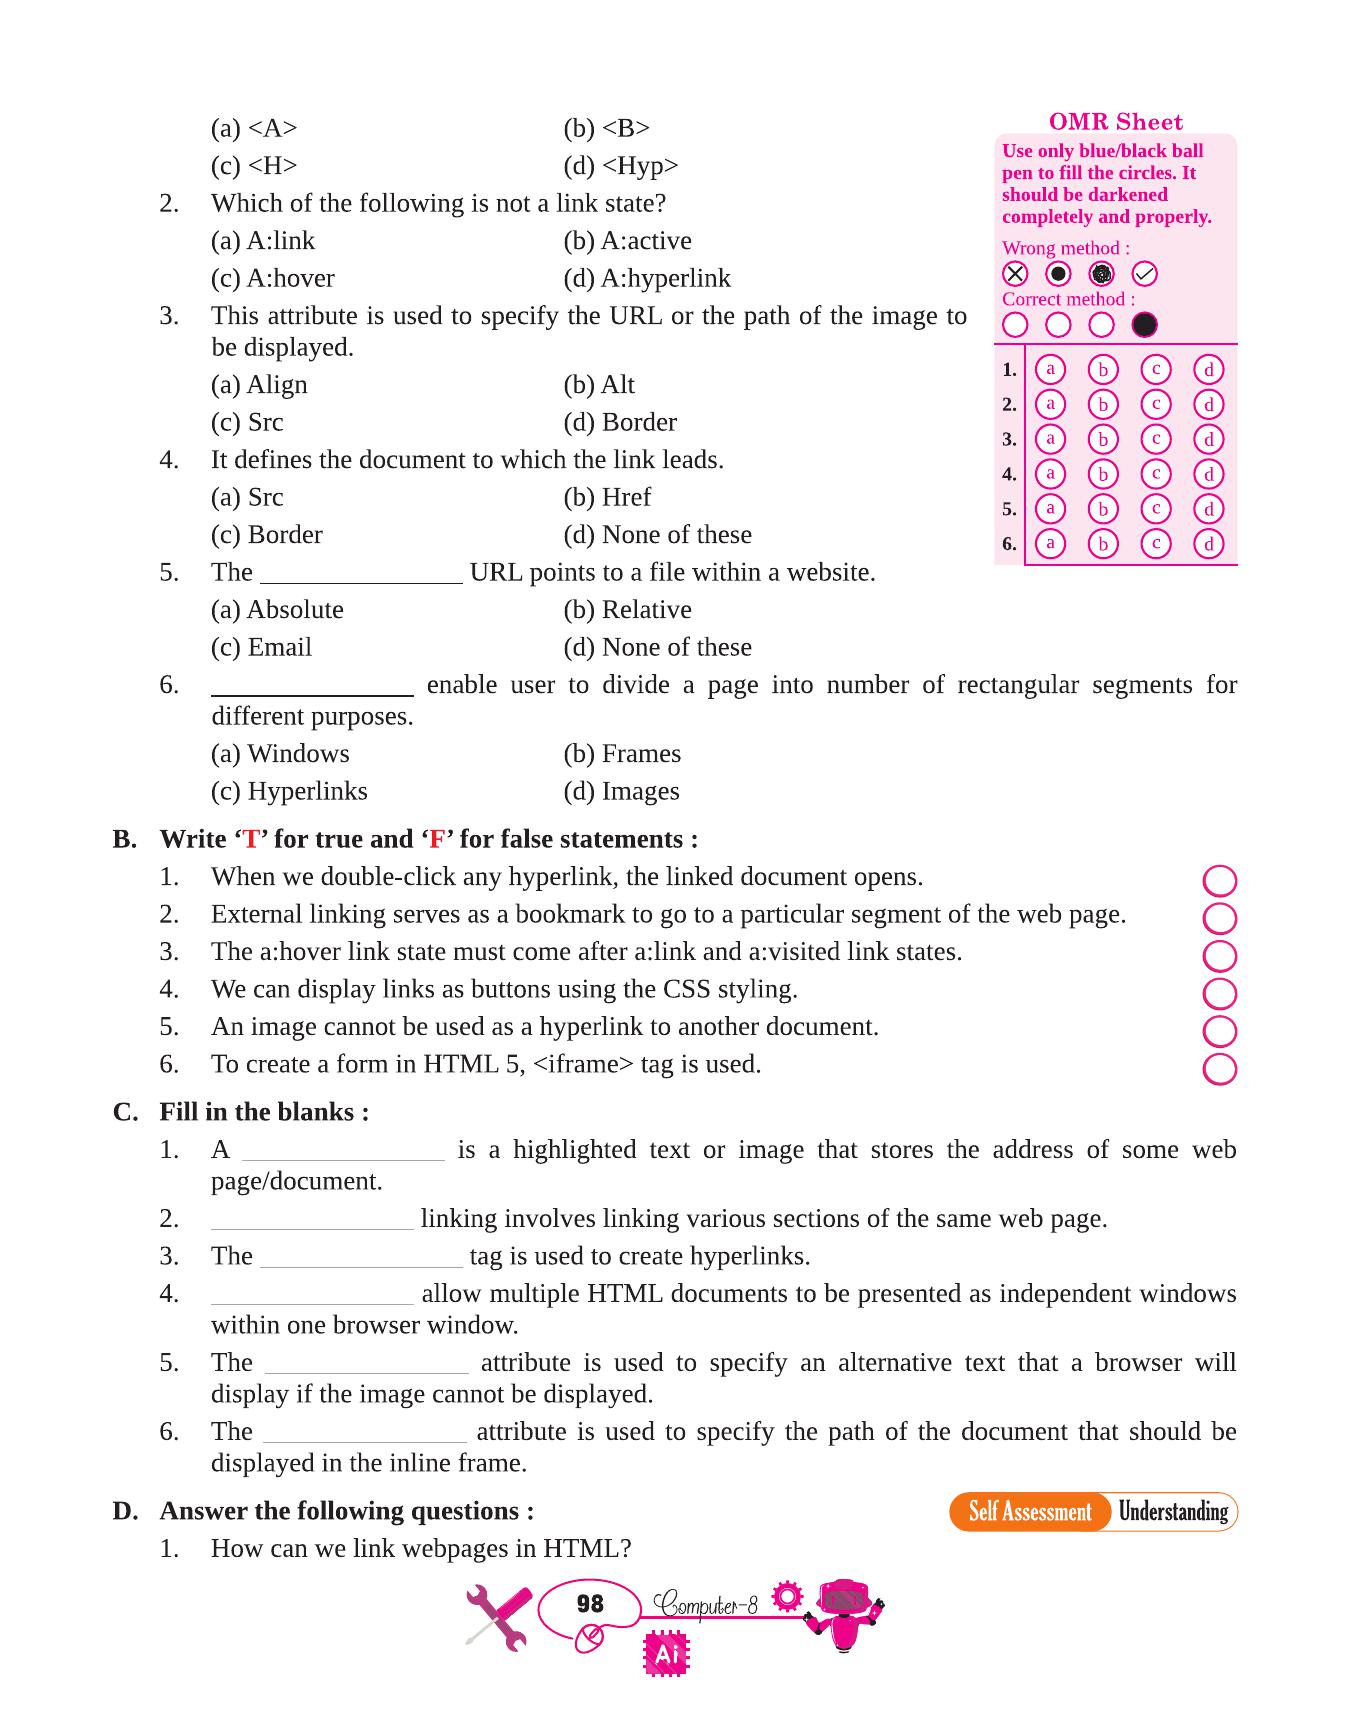 (a) <A> (b) <B>
(c) <H> (d) <Hyp>
2. Which of the following is not a link state?
(a) A:link (b) A:active
(c) A:hover (d) A:hyperlink
3. This attribute is used to specify the URL or the path of the image to
be displayed.
(a) Align (b) Alt
(c) Src (d) Border
4. It defines the document to which the link leads.
(a) Src (b) Href
(c) Border (d) None of these
5. The _______________ URL points to a file within a website.
(a) Absolute (b) Relative
(c) Email (d) None of these
6. _______________ enable user to divide a page into number of rectangular segments for
different purposes.
(a) Windows (b) Frames
(c) Hyperlinks (d) Images
OMR Sheet
Use only blue/black ball
pen to fill the circles. It
should be darkened
completely and properly.
Wrong method :
Correct method :
1. a b c d
2. a b c d
3. a b c d
4. a b c d
5. a b c d
6. a b c d
B. Write ‘T’ for true and ‘F’ for false statements :
1. When we double-click any hyperlink, the linked document opens.
2. External linking serves as a bookmark to go to a particular segment of the web page.
3. The a:hover link state must come after a:link and a:visited link states.
4. We can display links as buttons using the CSS styling.
5. An image cannot be used as a hyperlink to another document.
6. To create a form in HTML 5, <iframe> tag is used.
C. Fill in the blanks :
1. A _______________ is a highlighted text or image that stores the address of some web
page/document.
2. _______________ linking involves linking various sections of the same web page.
3. The _______________ tag is used to create hyperlinks.
4. _______________ allow multiple HTML documents to be presented as independent windows
within one browser window.
5. The _______________ attribute is used to specify an alternative text that a browser will
display if the image cannot be displayed.
6. The _______________ attribute is used to specify the path of the document that should be
displayed in the inline frame.
D. Answer the following questions : Self Assessment Understanding
1. How can we link webpages in HTML?
98 Computer-8
Ai